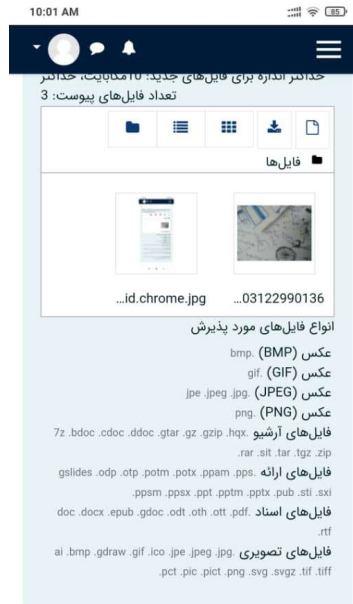 10:01 AM
85
حداکثر اندازه برای فایل‌های جدید: 10مگابایت، حداکثر
تعداد فایل‌های پیوست: 3
فایل‌ها
...id.chrome.jpg
...03122990136
انواع فایل‌های مورد پذیرش
عکس (BMP) .bmp
عکس (GIF) .gif
عکس (JPEG) .jpe .jpeg .jpg
عکس (PNG) .png
فایل‌های آرشیو .7z .bdoc .cdoc .ddoc .gtar .gz .gzip .hqx
.rar .sit .tar .tgz .zip
فایل‌های ارائه .gslides .odp .otp .potm .potx .ppam .pps
.ppsm .ppsx .ppt .pptm .pptx .pub .sti .sxi
فایل‌های اسناد .doc .docx .epub .gdoc .odt .oth .ott .pdf
.rtf
فایل‌های تصویری .ai .bmp .gdraw .gif .ico .jpe .jpeg .jpg
.pct .pic .pict .png .svg .svgz .tif .tiff